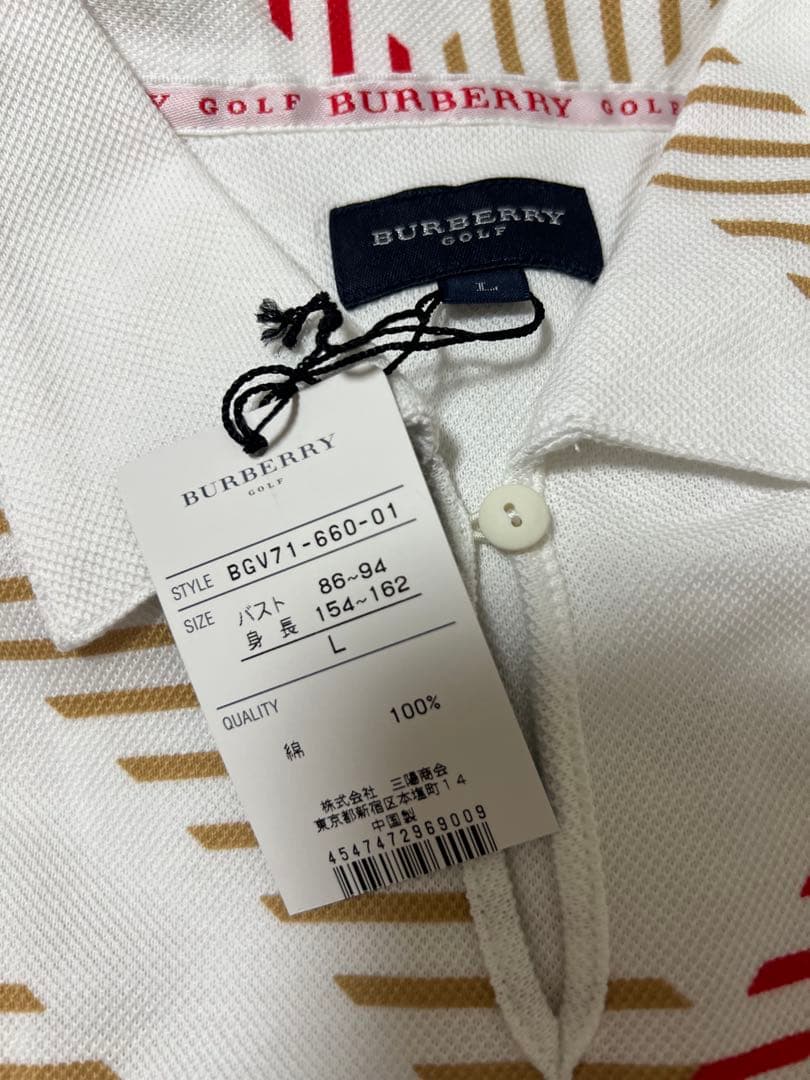 Y GOLF BURBERRY GOLF
BURBERRY
GOLF
L
BURBERRY
GOLF
STYLE BGV71-660-01
SIZE バスト 86~94
身長 154~162
L
QUALITY
綿 100%
株式会社 三陽商会
東京都新宿区本塩町14
中国製
4547472969009